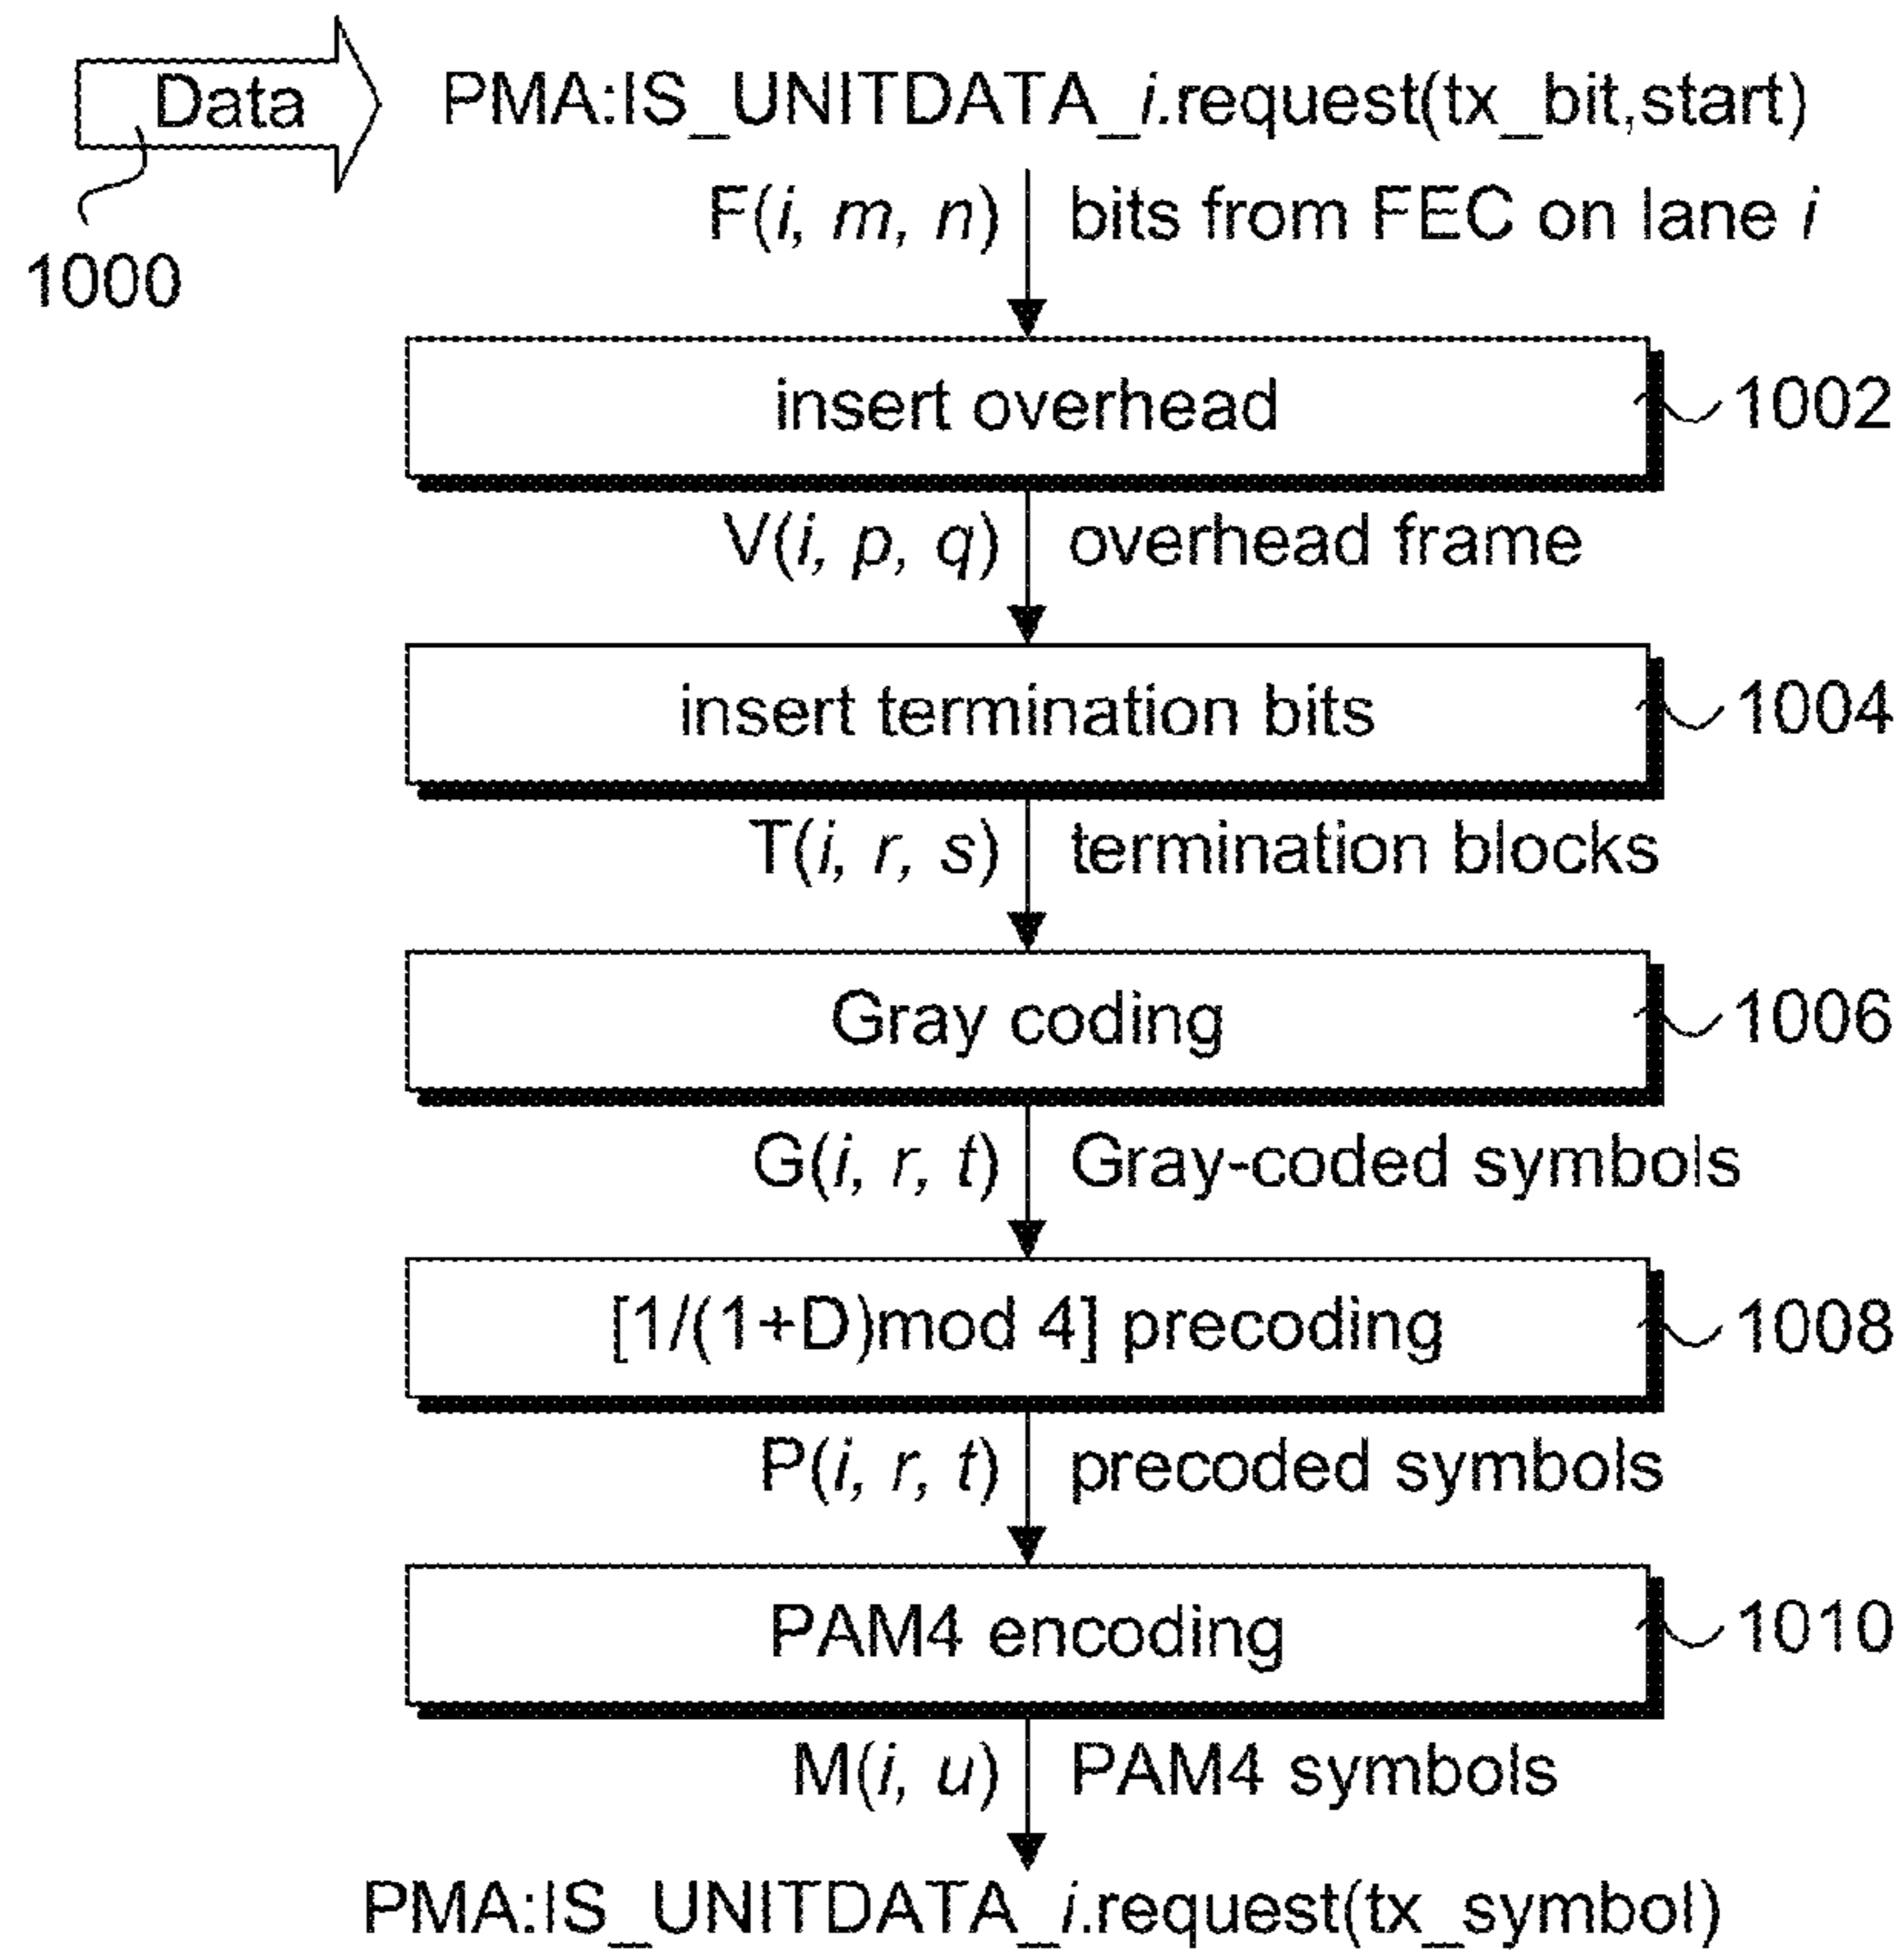 Data PMA:IS_UNITDATA_i.request(tx_bit,start)
F(i, m, n) bits from FEC on lane i
1000
insert overhead 1002
V(i, p, q) overhead frame
insert termination bits 1004
T(i, r, s) termination blocks
Gray coding 1006
G(i, r, t) Gray-coded symbols
[1/(1+D)mod 4] precoding 1008
P(i, r, t) precoded symbols
PAM4 encoding 1010
M(i, u) PAM4 symbols
PMA:IS_UNITDATA_i.request(tx_symbol)